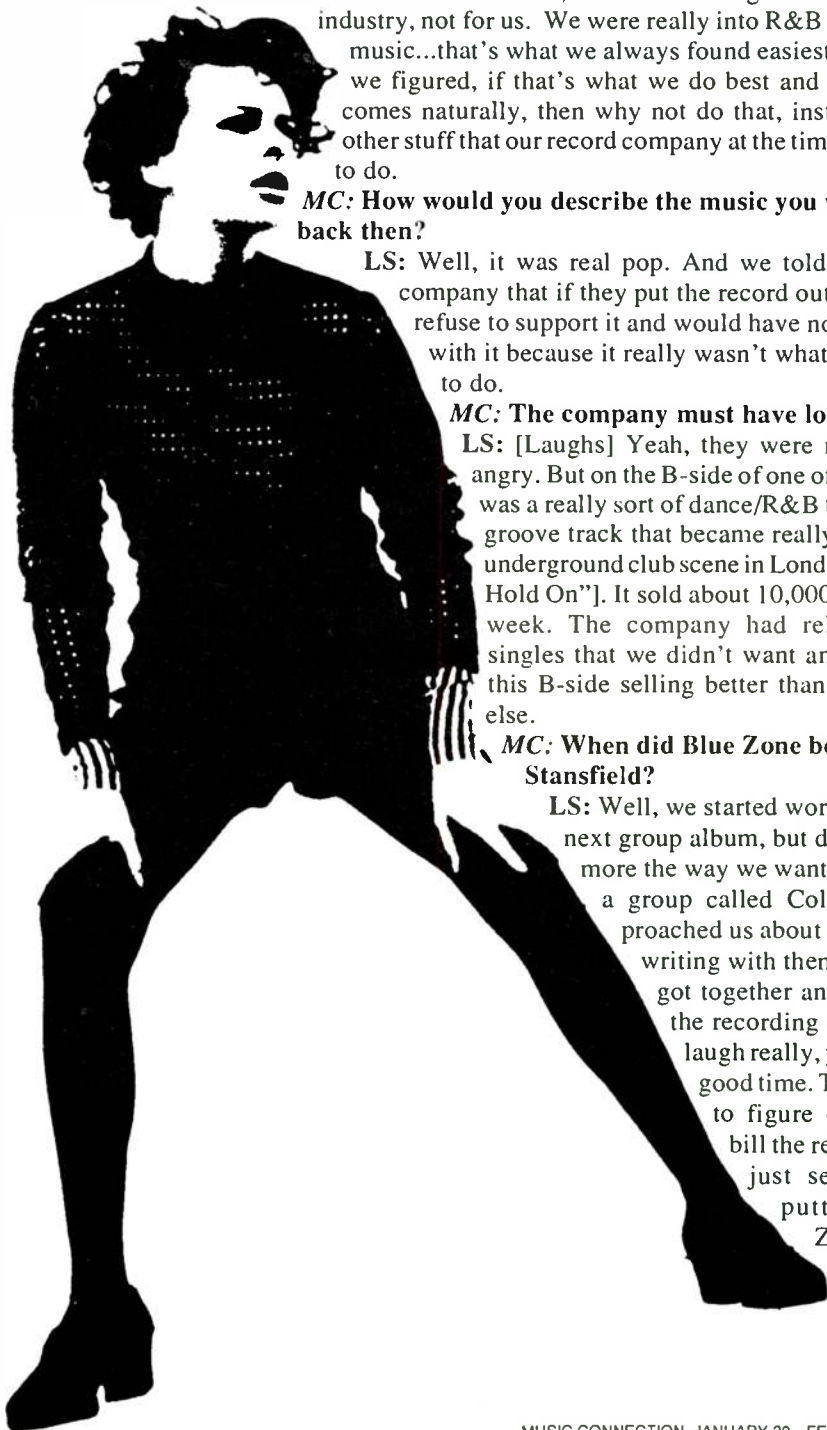 industry, not for us. We were really into R&B
music...that's what we always found easiest
we figured, if that's what we do best and
comes naturally, then why not do that, inst
other stuff that our record company at the tim
to do.
MC: How would you describe the music you
back then?
LS: Well, it was real pop. And we told
company that if they put the record out
refuse to support it and would have no
with it because it really wasn't what
to do.
MC: The company must have lo
LS: [Laughs] Yeah, they were
angry. But on the B-side of one of
was a really sort of dance/R&B
groove track that became really
underground club scene in Lond
Hold On"]. It sold about 10,000
week. The company had rel
singles that we didn't want an
this B-side selling better than
else.
MC: When did Blue Zone be
Stansfield?
LS: Well, we started wor
next group album, but d
more the way we want
a group called Col
proached us about
writing with them
got together an
the recording
laugh really,
good time. T
to figure
bill the re
just se
putt
Z
MUSIC CONNECTION, JANUARY